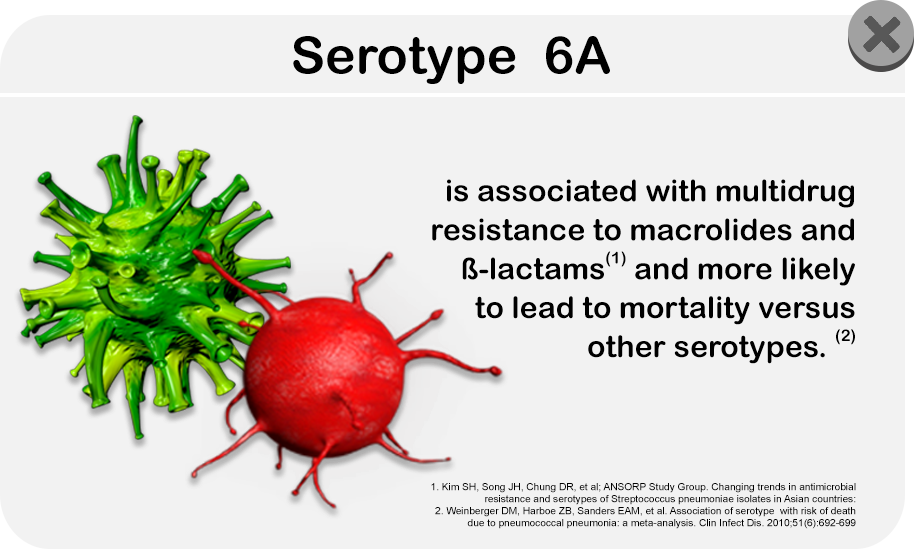 Serotype 6A
is associated with multidrug
resistance to macrolides and
ß-lactams(1) and more likely
to lead to mortality versus
other serotypes. (2)
1. Kim SH, Song JH, Chung DR, et al; ANSORP Study Group. Changing trends in antimicrobial
resistance and serotypes of Streptococcus pneumoniae isolates in Asian countries:
2. Weinberger DM, Harboe ZB, Sanders EAM, et al. Association of serotype with risk of death
due to pneumococcal pneumonia: a meta-analysis. Clin Infect Dis. 2010;51(6):692-699